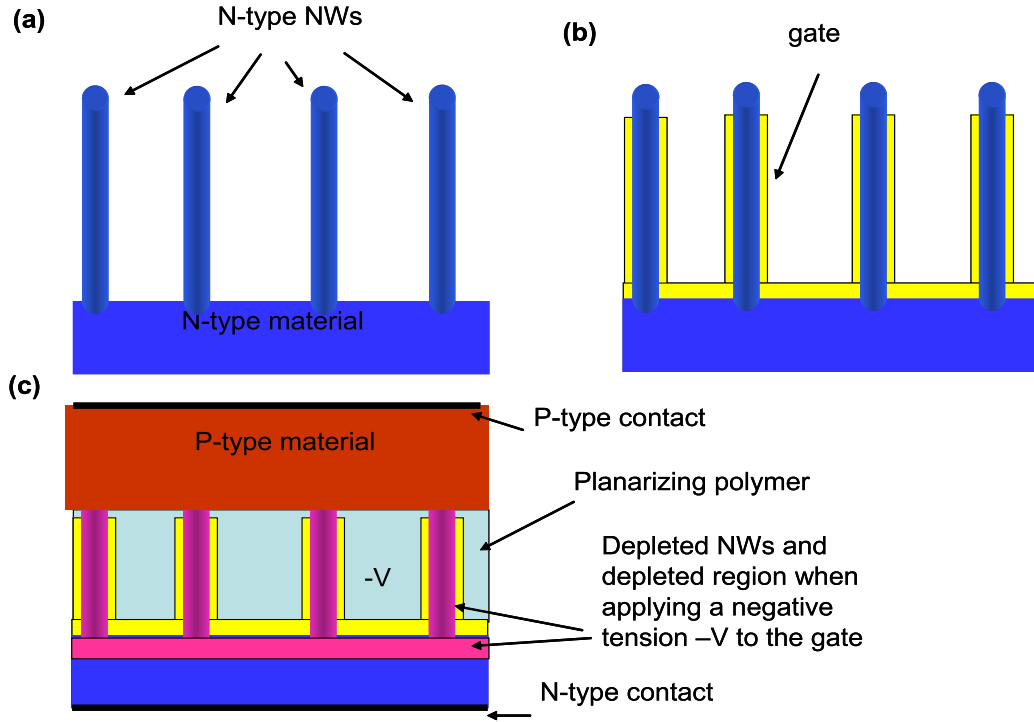 (a)
N-type NWs
N-type material
(b)
gate
(c)
P-type material
P-type contact
Planarizing polymer
-V
Depleted NWs and
depleted region when
applying a negative
tension –V to the gate
N-type contact